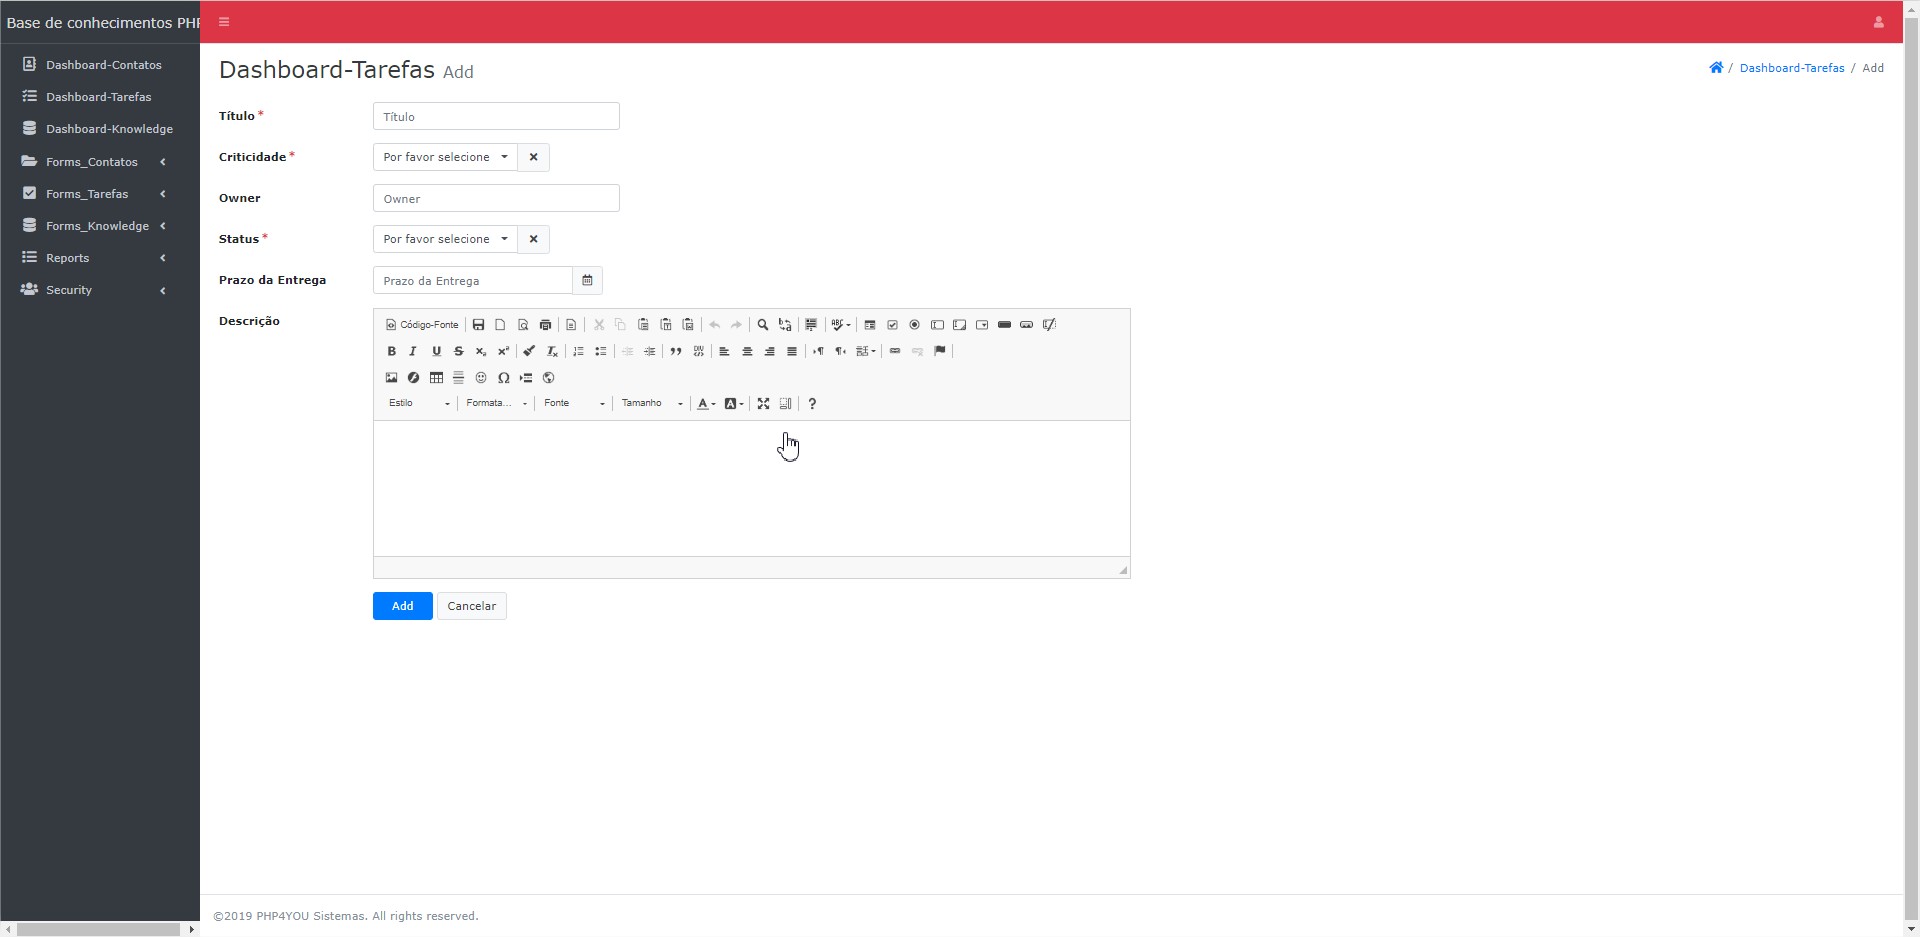 Base de conhecimentos PHP
Dashboard-Contatos
Dashboard-Tarefas
Dashboard-Knowledge
Forms_Contatos
Forms_Tarefas
Forms_Knowledge
Reports
Security
Dashboard-Tarefas Add
/ Dashboard-Tarefas / Add
Título *
Título
Criticidade *
Por favor selecione
Owner
Owner
Status *
Por favor selecione
Prazo da Entrega
Prazo da Entrega
Descrição
Código-Fonte
Estilo
Formata...
Fonte
Tamanho
Add
Cancelar
©2019 PHP4YOU Sistemas. All rights reserved.